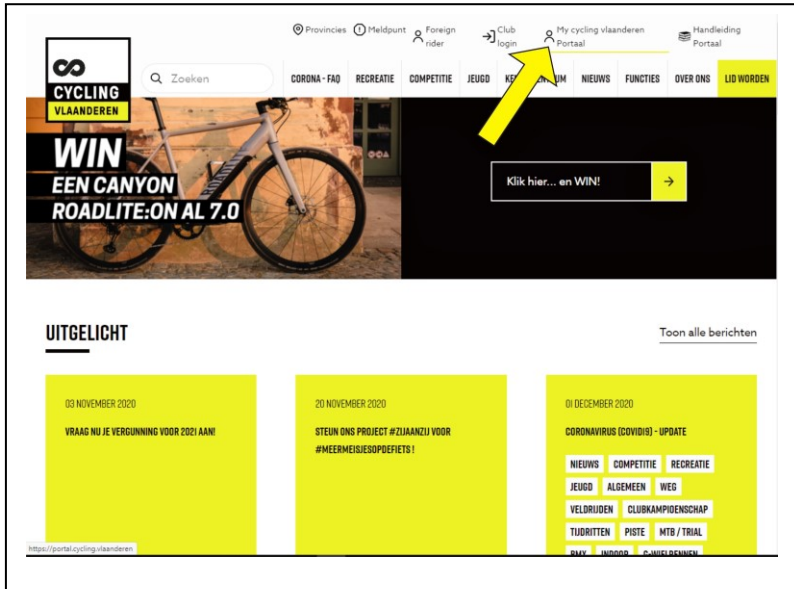 Provincies
Meldpunt
Foreign
rider
Club
login
My cycling vlaanderen
Portaal
Handleiding
Portaal
CYCLING
VLAANDEREN
Zoeken
CORONA - FAQ
RECREATIE
COMPETITIE
JEUGD
NIEUWS
FUNCTIES
OVER ONS
LID WORDEN
WIN
EEN CANYON
ROADLITE:ON AL 7.0
Klik hier... en WIN!
UITGELICHT
Toon alle berichten
03 NOVEMBER 2020
VRAAG NU JE VERGUNNING VOOR 2021 AAN!
20 NOVEMBER 2020
STEUN ONS PROJECT #ZIJAANZIJ VOOR
#MEERMEISJESOPDEFIETS !
01 DECEMBER 2020
CORONAVIRUS (COVID19) - UPDATE
NIEUWS COMPETITIE RECREATIE
JEUGD ALGEMEEN WEG
VELDRIJDEN CLUBKAMPIOENSCHAP
TIJDRITTEN PISTE MTB / TRIAL
BMX INDOOR G-WIELRENNEN
https://portal.cycling.vlaanderen